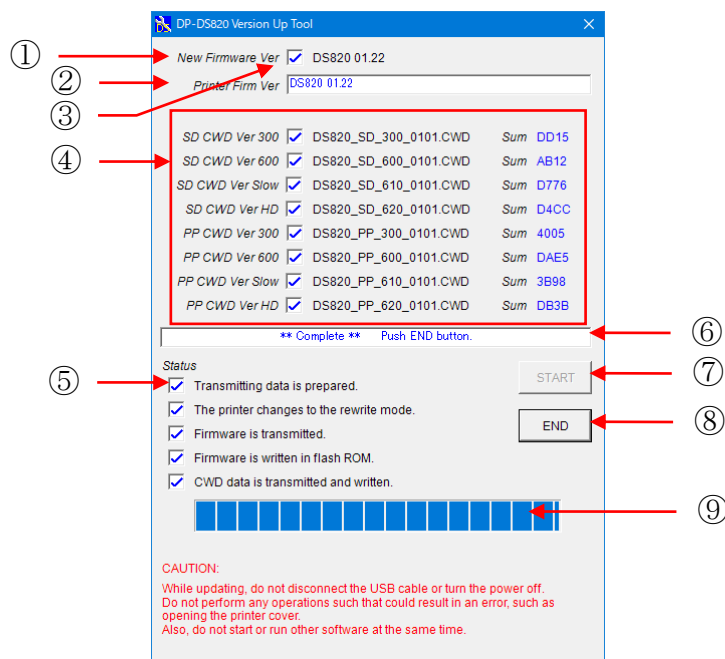 DP-DS820 Version Up Tool
① New Firmware Ver DS820 01.22
② Printer Firm Ver DS820 01.22
③
④ SD CWD Ver 300 DS820_SD_300_0101.CWD Sum DD15
SD CWD Ver 600 DS820_SD_600_0101.CWD Sum AB12
SD CWD Ver Slow DS820_SD_610_0101.CWD Sum D776
SD CWD Ver HD DS820_SD_620_0101.CWD Sum D4CC
PP CWD Ver 300 DS820_PP_300_0101.CWD Sum 4005
PP CWD Ver 600 DS820_PP_600_0101.CWD Sum DAE5
PP CWD Ver Slow DS820_PP_610_0101.CWD Sum 3B98
PP CWD Ver HD DS820_PP_620_0101.CWD Sum DB3B
** Complete ** Push END button. ⑥
Status
⑤ Transmitting data is prepared. START ⑦
The printer changes to the rewrite mode.
Firmware is transmitted. END ⑧
Firmware is written in flash ROM.
CWD data is transmitted and written.
⑨
CAUTION:
While updating, do not disconnect the USB cable or turn the power off.
Do not perform any operations such that could result in an error, such as
opening the printer cover.
Also, do not start or run other software at the same time.